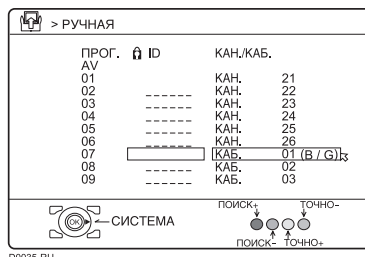 > РУЧНАЯ
ПРОГ. ID КАН./КАБ.
AV
01 КАН. 21
02 _ _ _ _ _ _ КАН. 22
03 _ _ _ _ _ _ КАН. 23
04 _ _ _ _ _ _ КАН. 24
05 _ _ _ _ _ _ КАН. 25
06 _ _ _ _ _ _ КАН. 26
07 КАБ. 01 (B / G)
08 _ _ _ _ _ _ КАБ. 02
09 _ _ _ _ _ _ КАБ. 03
OK СИСТЕМА
ПОИСК+ ТОЧНО−
ПОИСК− ТОЧНО+
D0035-RU